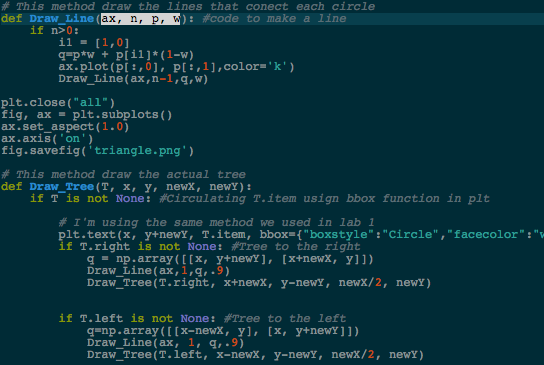 # This method draw the lines that conect each circle
def Draw_Line(ax, n, p, w): #code to make a line
if n>0:
i1 = [1,0]
q=p*w + p[i1]*(1-w)
ax.plot(p[:,0], p[:,1],color='k')
Draw_Line(ax,n-1,q,w)
plt.close("all")
fig, ax = plt.subplots()
ax.set_aspect(1.0)
ax.axis('on')
fig.savefig('triangle.png')
# This method draw the actual tree
def Draw_Tree(T, x, y, newX, newY):
if T is not None: #Circulating T.item usign bbox function in plt
# I'm using the same method we used in lab 1
plt.text(x, y+newY, T.item, bbox={"boxstyle":"Circle","facecolor":"w
if T.right is not None: #Tree to the right
q = np.array([[x, y+newY], [x+newX, y]])
Draw_Line(ax,1,q,.9)
Draw_Tree(T.right, x+newX, y-newY, newX/2, newY)
if T.left is not None: #Tree to the left
q=np.array([[x-newX, y], [x, y+newY]])
Draw_Line(ax, 1, q,.9)
Draw_Tree(T.left, x-newX, y-newY, newX/2, newY)